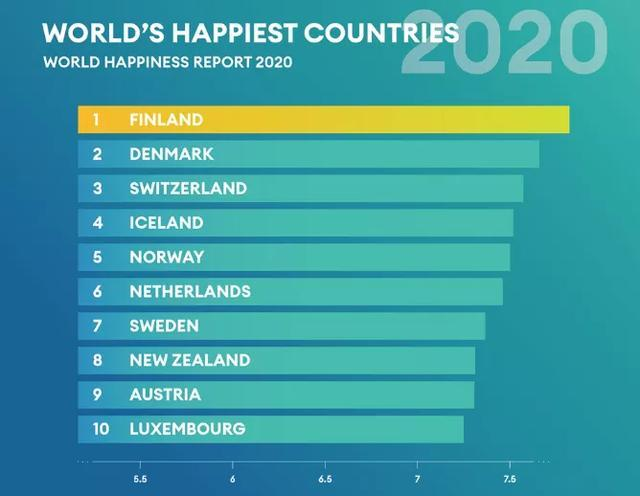 2020
WORLD'S HAPPIEST COUNTRIES
WORLD HAPPINESS REPORT 2020
1 FINLAND
2 DENMARK
3 SWITZERLAND
4 ICELAND
5 NORWAY
6 NETHERLANDS
7 SWEDEN
8 NEW ZEALAND
9 AUSTRIA
10 LUXEMBOURG
5.5 6 6.5 7 7.5